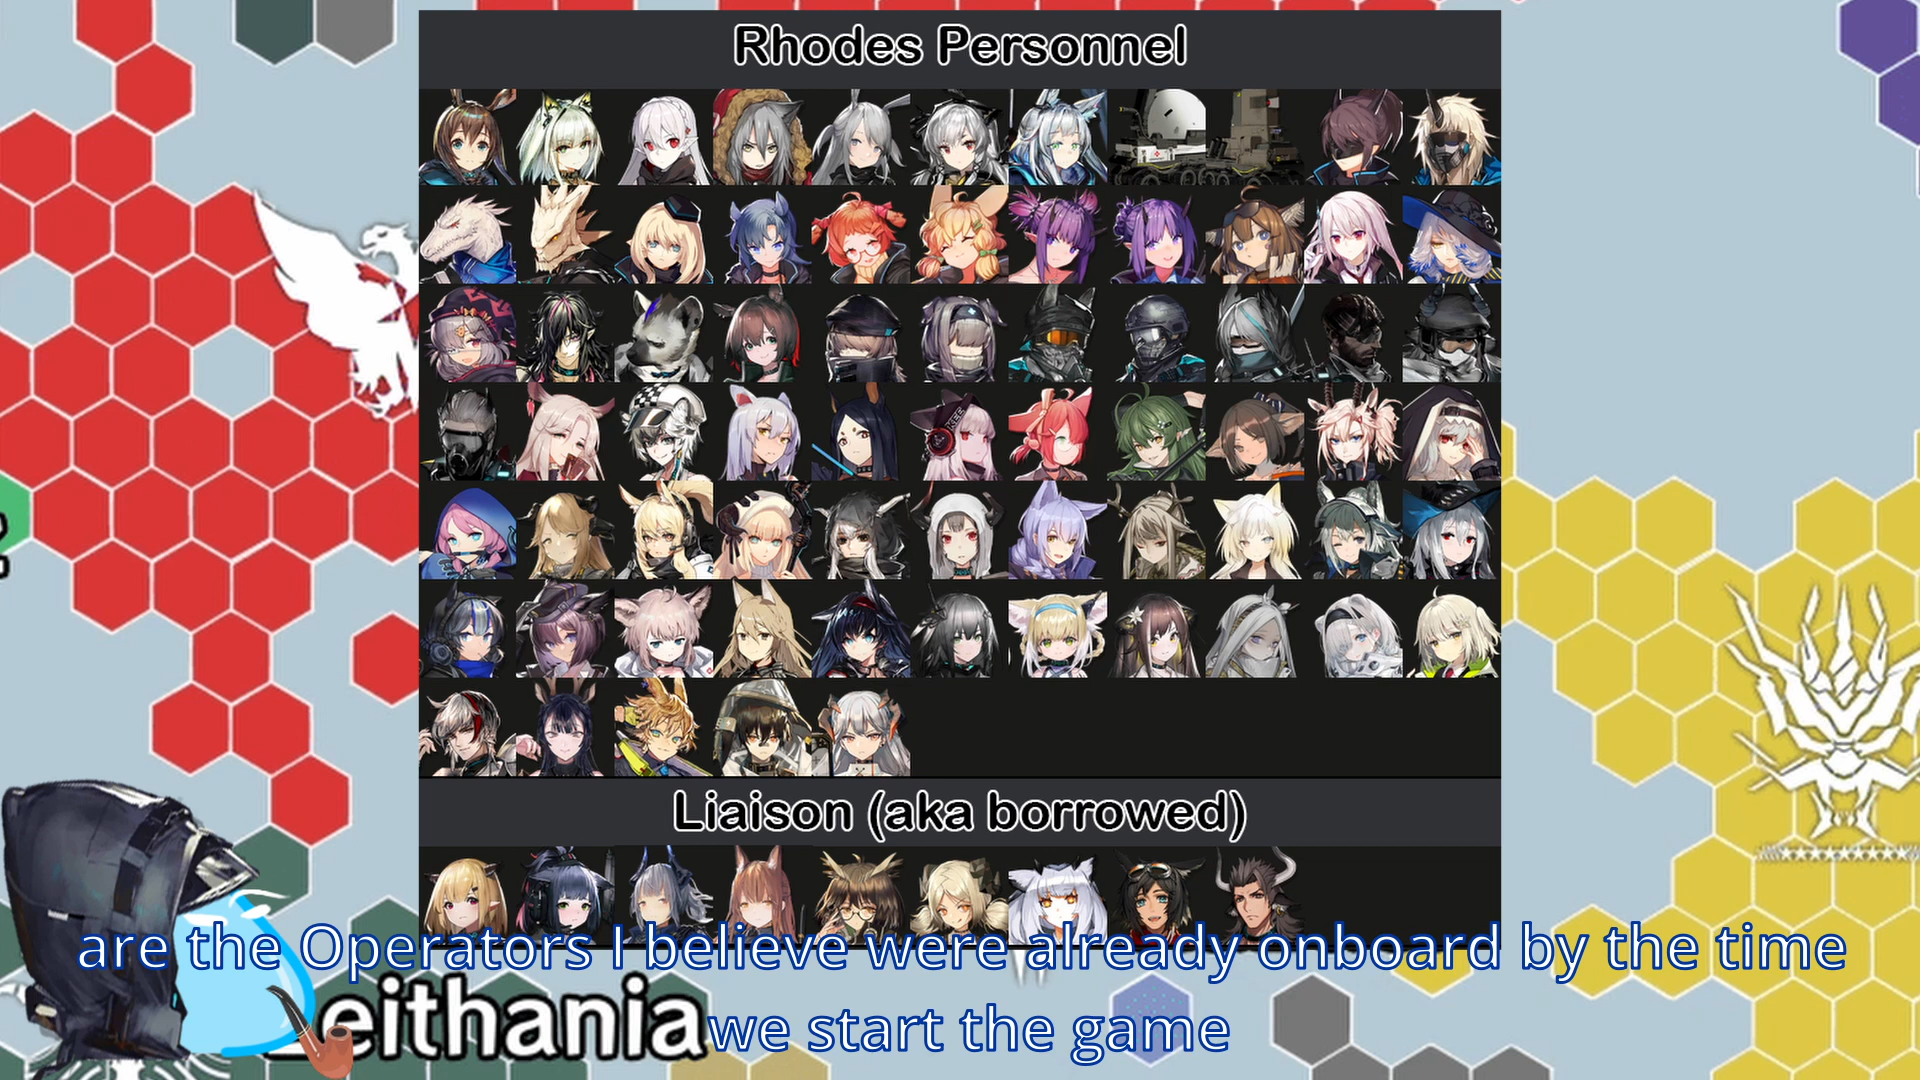 Rhodes Personnel
Liaison (aka borrowed)
are the Operators I believe were already onboard by the time
eithania
we start the game